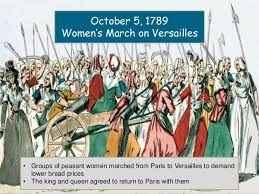 October 5, 1789
Women's March on Versailles
• Groups of peasant women marched from Paris to Versailles to demand
lower bread prices
• The king and queen agreed to return to Paris with them